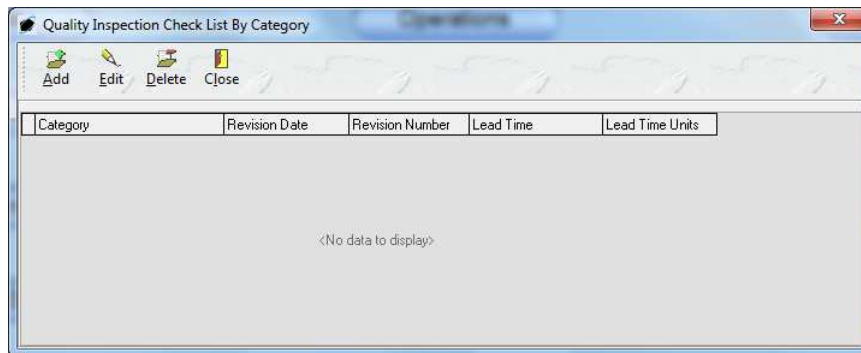 Quality Inspection Check List By Category
Operations
Add Edit Delete Close
Category Revision Date Revision Number Lead Time Lead Time Units
<No data to display>